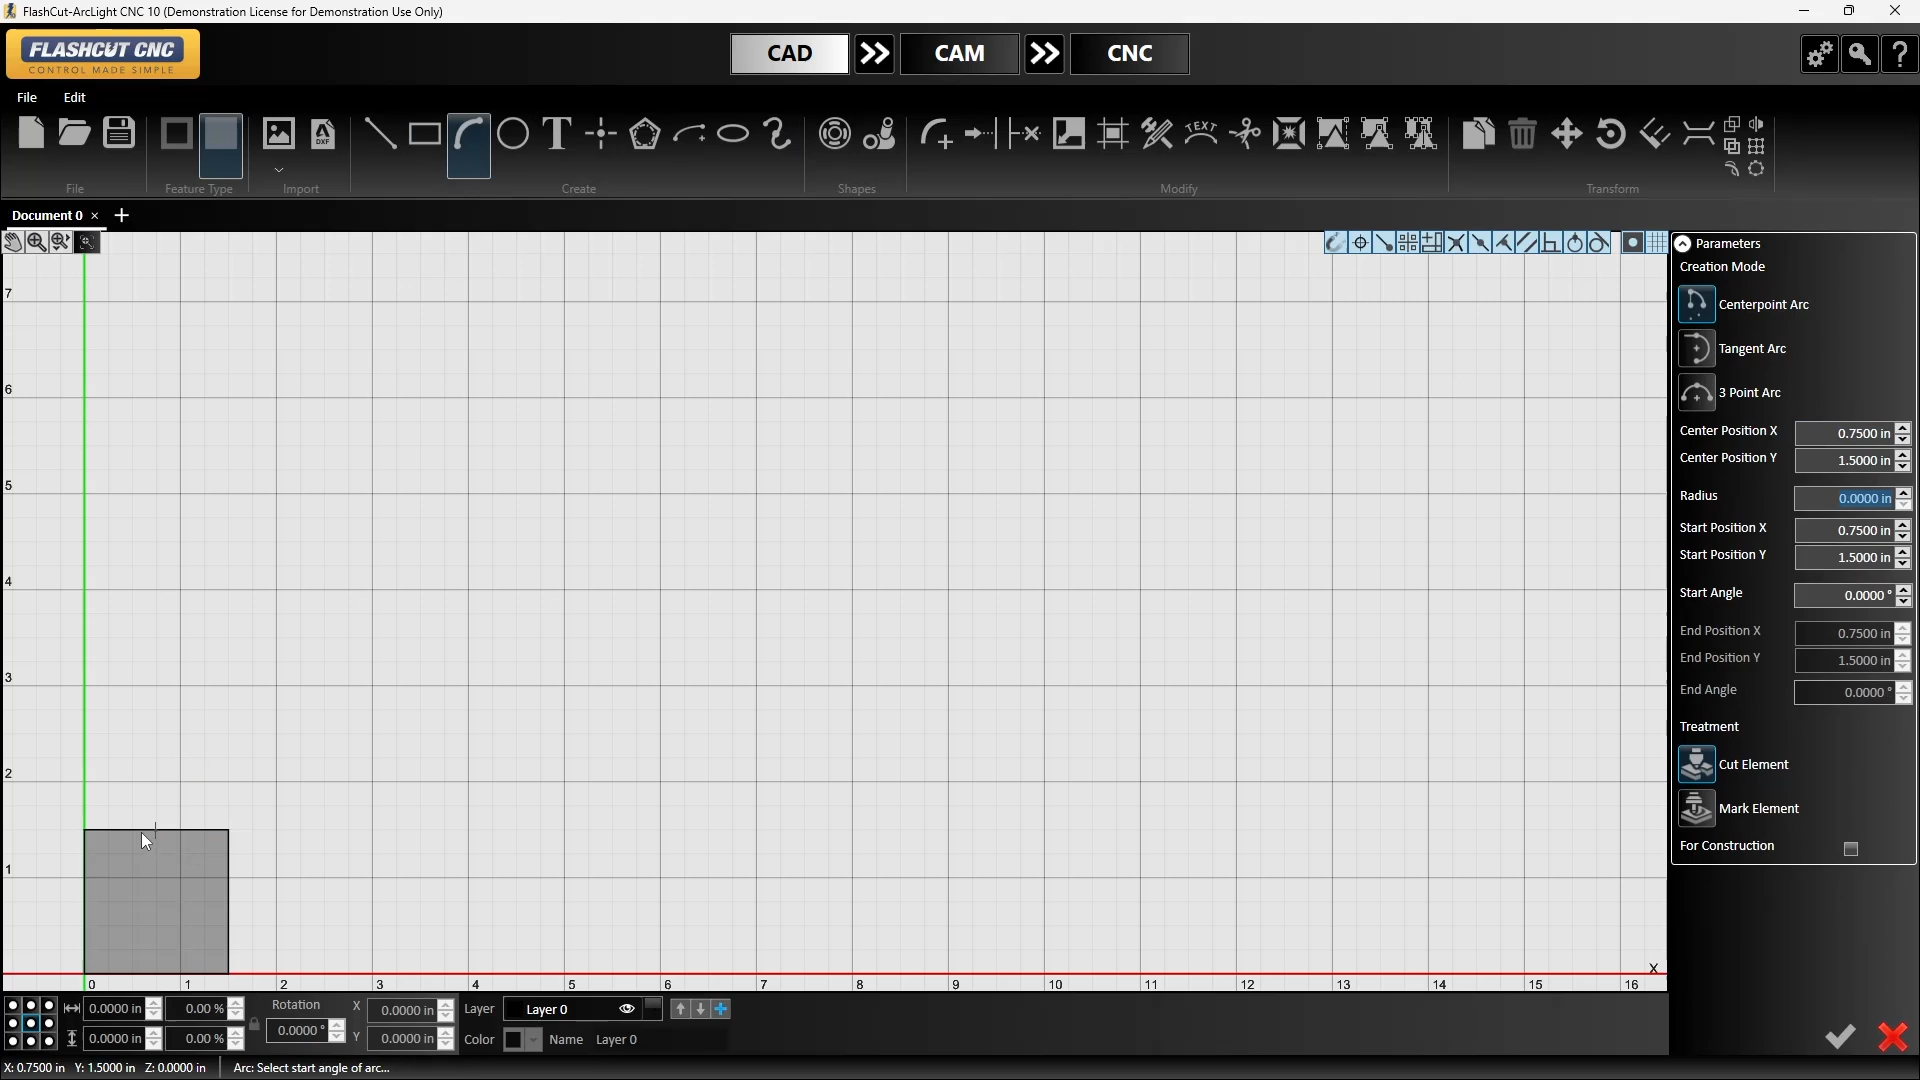 FlashCut-ArcLight CNC 10 (Demonstration License for Demonstration Use Only)
FLASHCUT CNC
CONTROL MADE SIMPLE
CAD
CAM
CNC
File
Edit
DXF
T
TEXT
File
Feature Type
Import
Create
Shapes
Modify
Transform
Document 0
Parameters
Creation Mode
Centerpoint Arc
Tangent Arc
3 Point Arc
Center Position X 0.7500 in
Center Position Y 1.5000 in
Radius 0.0000 in
Start Position X 0.7500 in
Start Position Y 1.5000 in
Start Angle 0.0000 °
End Position X 0.7500 in
End Position Y 1.5000 in
End Angle 0.0000 °
Treatment
Cut Element
Mark Element
For Construction
7
6
5
4
3
2
1
X
0 1 2 3 4 5 6 7 8 9 10 11 12 13 14 15 16
0.0000 in 0.00 % Rotation X 0.0000 in Layer Layer 0
0.0000 in 0.00 % 0.0000 ° Y 0.0000 in Color Name Layer 0
X: 0.7500 in Y: 1.5000 in Z: 0.0000 in Arc: Select start angle of arc...